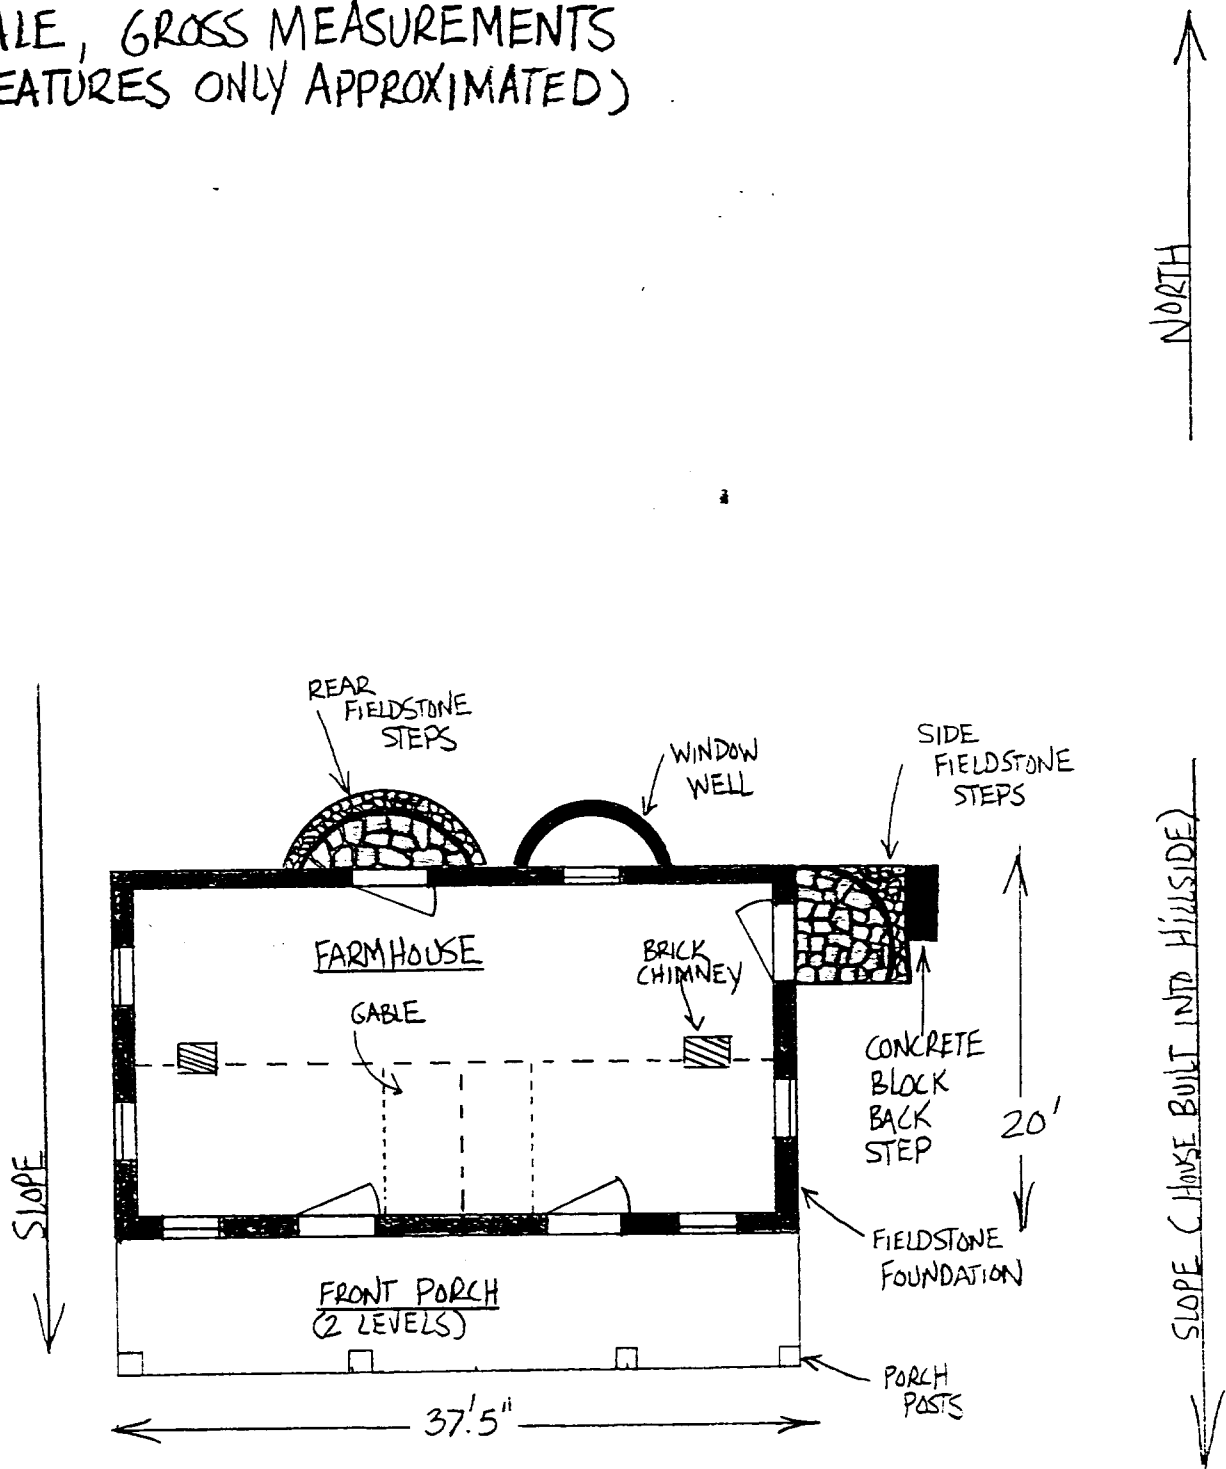 ALE, GROSS MEASUREMENTS
EATURES ONLY APPROXIMATED)
NORTH
REAR
FIELDSTONE
STEPS
WINDOW
WELL
SIDE
FIELDSTONE
STEPS
FARMHOUSE
BRICK
CHIMNEY
GABLE
CONCRETE
BLOCK
BACK
STEP
20'
SLOPE
SLOPE (HOUSE BUILT INTO HILLSIDE)
FIELDSTONE
FOUNDATION
FRONT PORCH
(2 LEVELS)
PORCH
POSTS
37'.5"